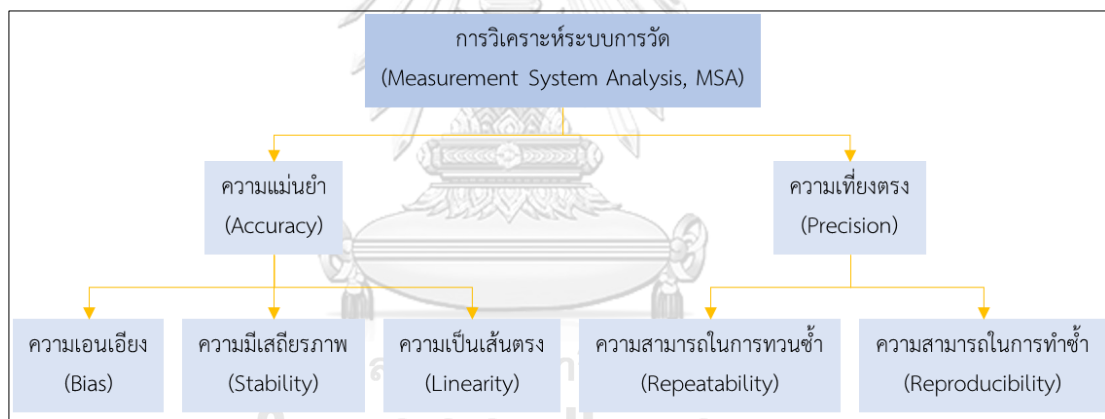 การวิเคราะห์ระบบการวัด
(Measurement System Analysis, MSA)
ความแม่นยำ
(Accuracy)
ความเที่ยงตรง
(Precision)
ความเอนเอียง
(Bias)
ความมีเสถียรภาพ
(Stability)
ความเป็นเส้นตรง
(Linearity)
ความสามารถในการทวนซ้ำ
(Repeatability)
ความสามารถในการทำซ้ำ
(Reproducibility)